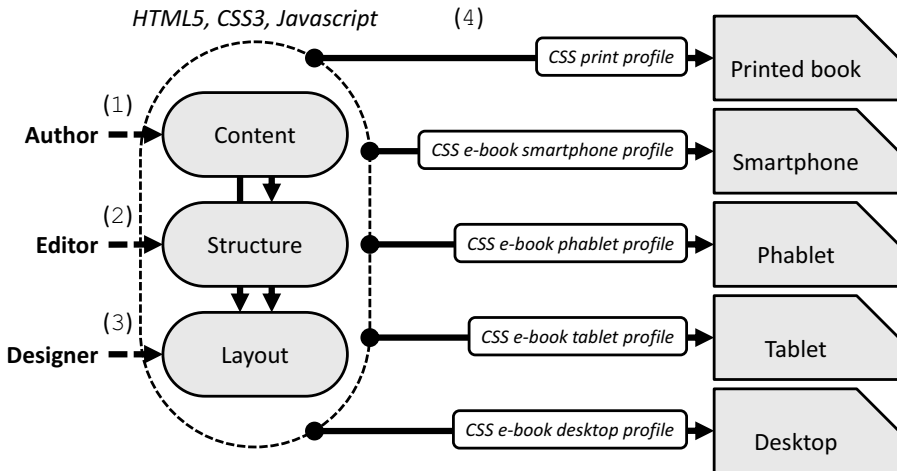 HTML5, CSS3, Javascript
(4)
CSS print profile
Printed book
(1)
Author
Content
CSS e-book smartphone profile
Smartphone
(2)
Editor
Structure
CSS e-book phablet profile
Phablet
(3)
Designer
Layout
CSS e-book tablet profile
Tablet
CSS e-book desktop profile
Desktop